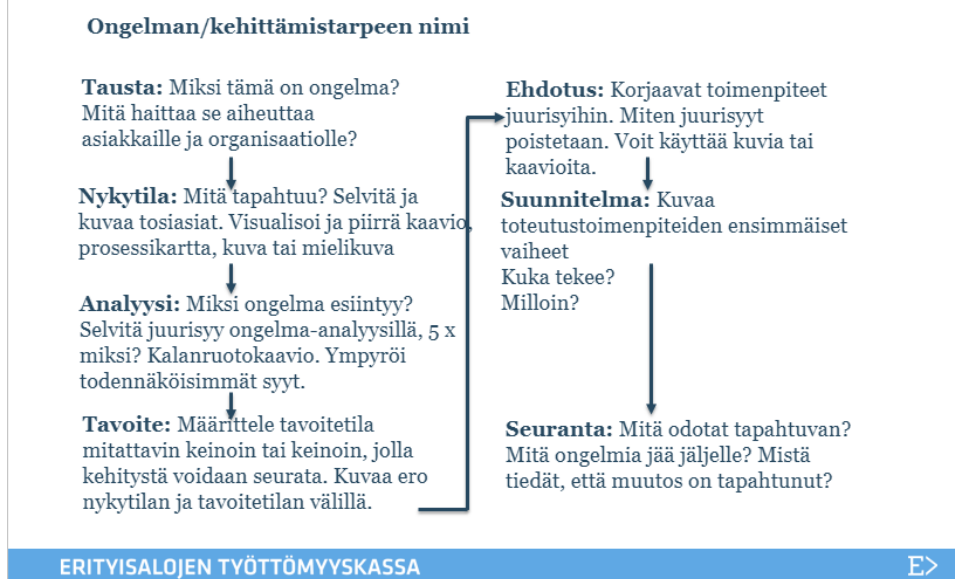 Ongelman/kehittämistarpeen nimi
Tausta: Miksi tämä on ongelma?
Mitä haittaa se aiheuttaa
asiakkaille ja organisaatiolle?
Nykytila: Mitä tapahtuu? Selvitä ja
kuvaa tosiasiat. Visualisoi ja piirrä kaavio,
prosessikartta, kuva tai mielikuva
Analyysi: Miksi ongelma esiintyy?
Selvitä juurisyy ongelma-analyysillä, 5 x
miksi? Kalanruotokaavio. Ympyröi
todennäköisimmät syyt.
Tavoite: Määrittele tavoitetila
mitattavin keinoin tai keinoin, jolla
kehitystä voidaan seurata. Kuvaa ero
nykytilan ja tavoitetilan välillä.
Ehdotus: Korjaavat toimenpiteet
juurisyihin. Miten juurisyyt
poistetaan. Voit käyttää kuvia tai
kaavioita.
Suunnitelma: Kuvaa
toteutustoimenpiteiden ensimmäiset
vaiheet
Kuka tekee?
Milloin?
Seuranta: Mitä odotat tapahtuvan?
Mitä ongelmia jää jäljelle? Mistä
tiedät, että muutos on tapahtunut?
ERITYISALOJEN TYÖTTÖMYYSKASSA
E>